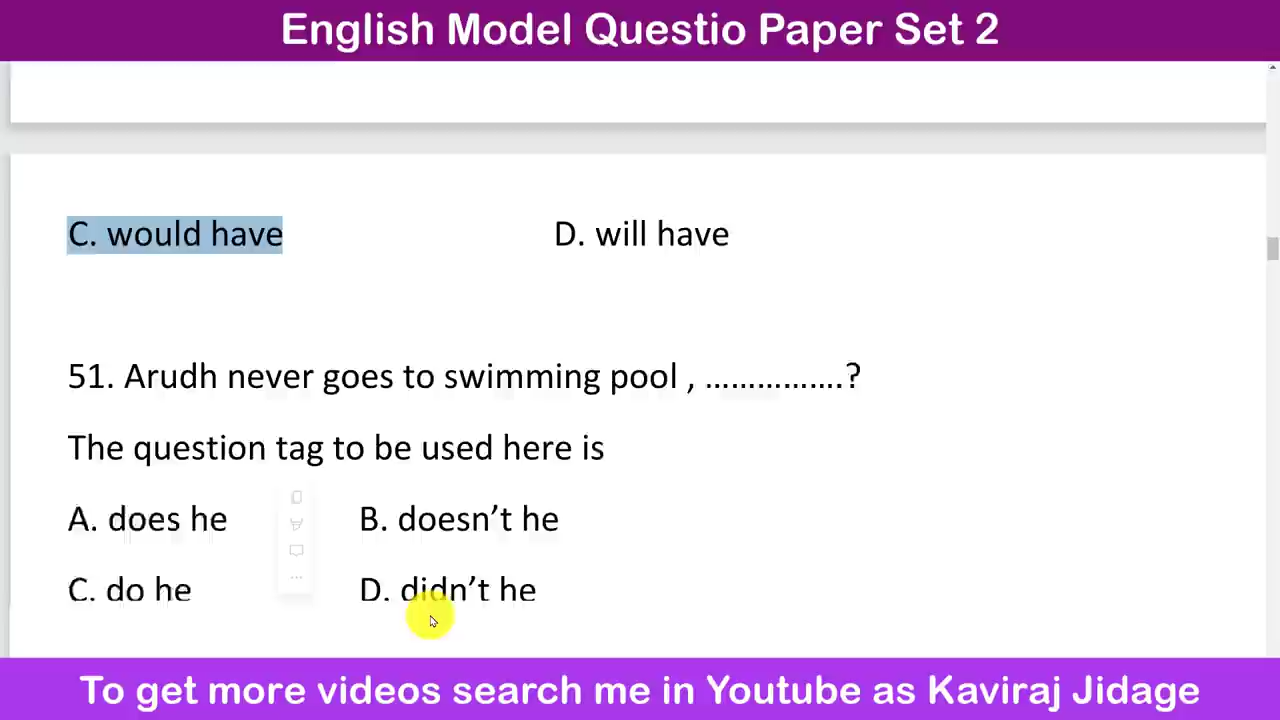 English Model Questio Paper Set 2
C. would have D. will have
51. Arudh never goes to swimming pool , …………….?
The question tag to be used here is
A. does he B. doesn’t he
C. do he D. didn’t he
To get more videos search me in Youtube as Kaviraj Jidage